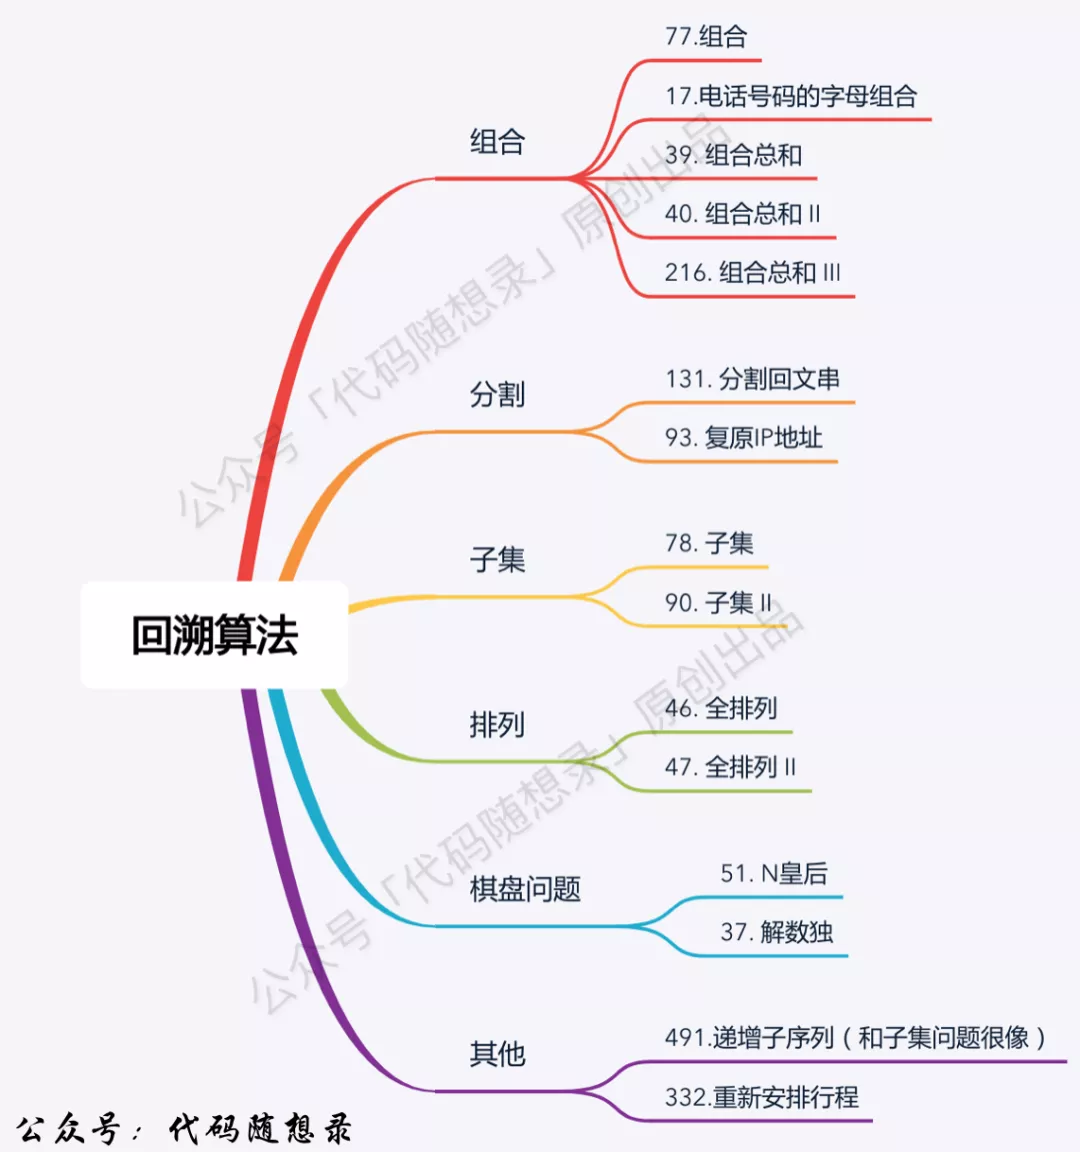 77.组合
17.电话号码的字母组合
组合
39. 组合总和
40. 组合总和 II
216. 组合总和 III
131. 分割回文串
分割
93. 复原IP地址
78. 子集
子集
90. 子集 II
回溯算法
46. 全排列
排列
47. 全排列 II
51. N皇后
棋盘问题
37. 解数独
491.递增子序列（和子集问题很像）
其他
332.重新安排行程
公众号：代码随想录
公众号「代码随想录」原创出品
公众号「代码随想录」原创出品